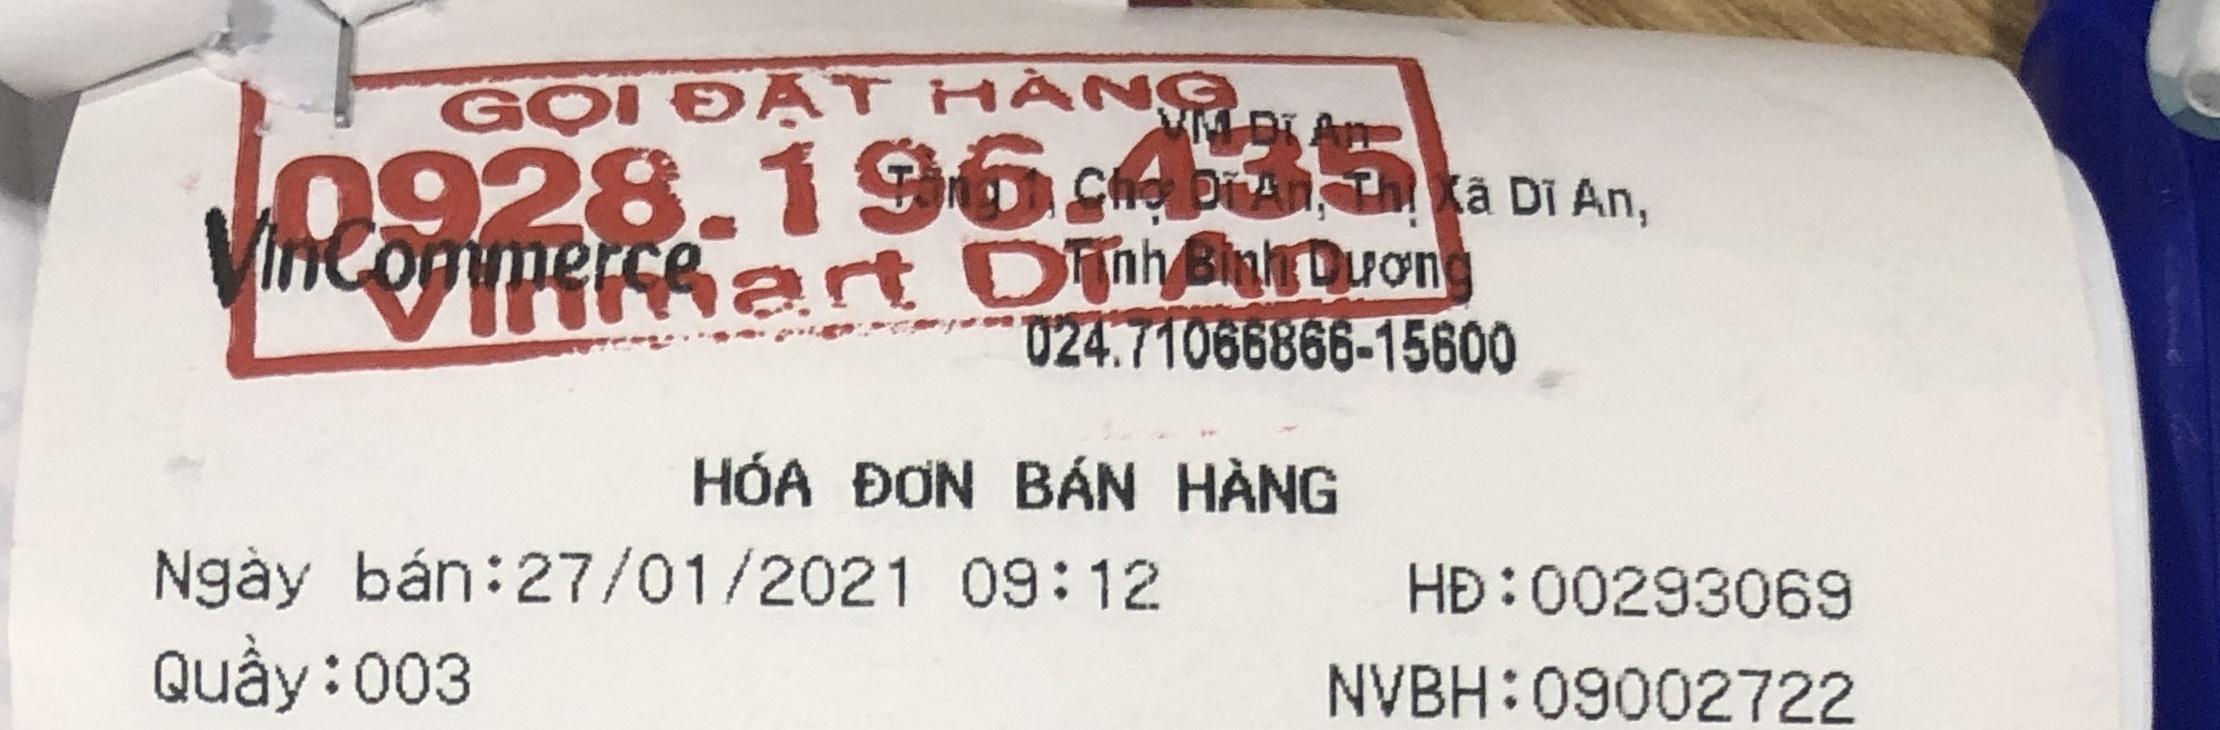 GỌI ĐẶT HÀNG
0928.196.435
Vinmart Dĩ An
VinCommerce
VM Dĩ An
Tầng 1, Chợ Dĩ An, Thị Xã Dĩ An,
Tỉnh Bình Dương
024.71066866-15600
HÓA ĐƠN BÁN HÀNG
Ngày bán:27/01/2021 09:12 HĐ:00293069
Quầy:003 NVBH:09002722